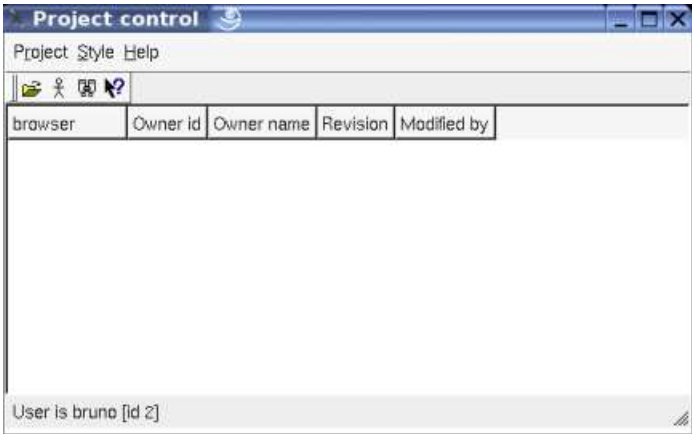 Project control
Project Style Help
browser Owner id Owner name Revision Modified by
User is bruno [id 2]